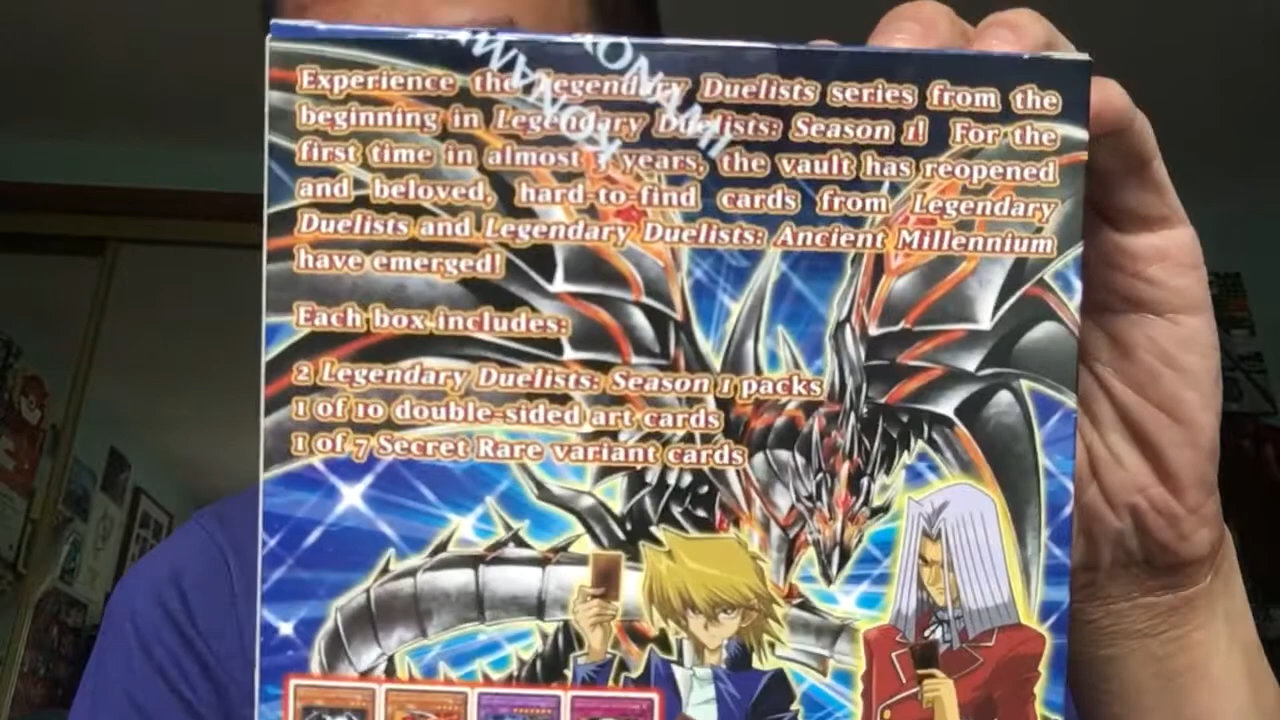 KONAMI KONAMI
Experience the Legendary Duelists series from the
beginning in Legendary Duelists: Season 1! For the
first time in almost 3 years, the vault has reopened
and beloved, hard-to-find cards from Legendary
Duelists and Legendary Duelists: Ancient Millennium
have emerged!
Each box includes:
2 Legendary Duelists: Season 1 packs
1 of 10 double-sided art cards
1 of 7 Secret Rare variant cards